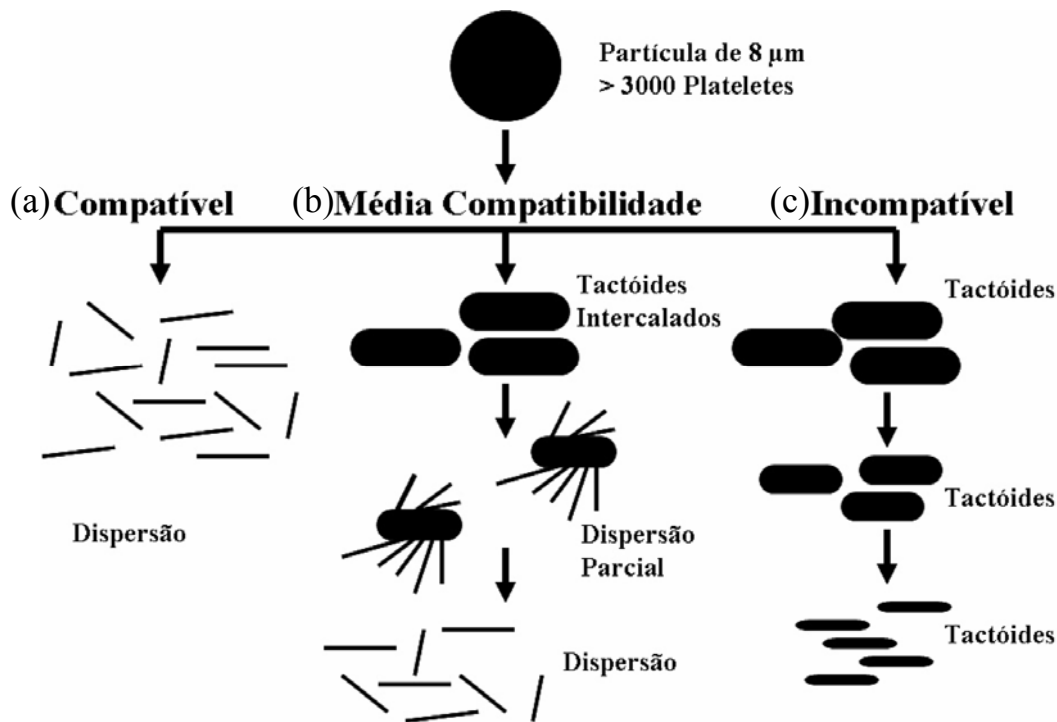 Partícula de 8 µm
> 3000 Plateletes
(a) Compatível
(b) Média Compatibilidade
(c) Incompatível
Tactóides
Intercalados
Tactóides
Dispersão
Dispersão
Parcial
Tactóides
Dispersão
Tactóides